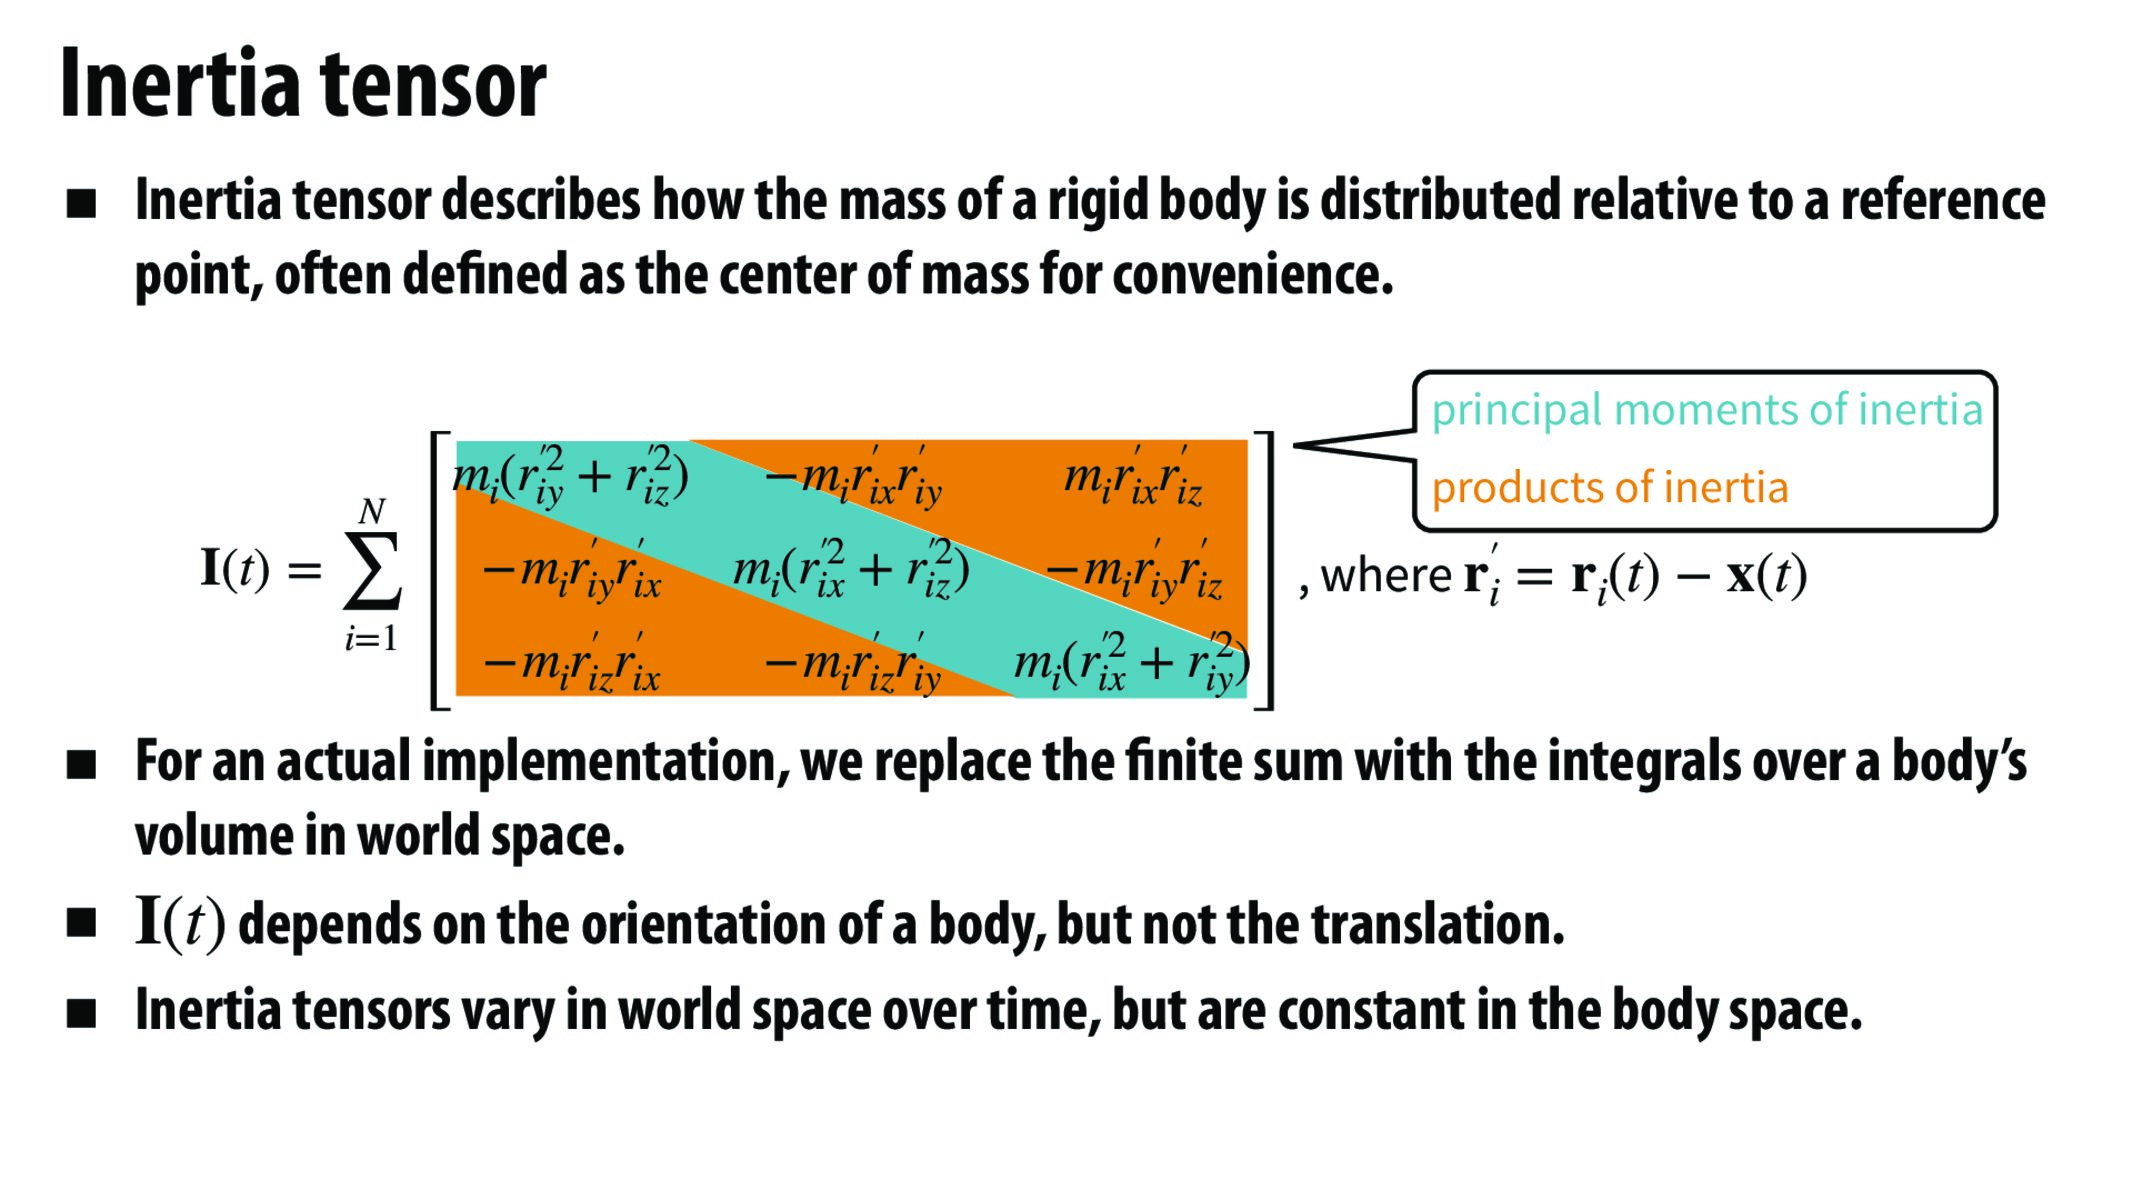 Inertia tensor
■ Inertia tensor describes how the mass of a rigid body is distributed relative to a reference
point, often defined as the center of mass for convenience.
principal moments of inertia
products of inertia
I(t) = \sum_{i=1}^{N} \begin{bmatrix} m_i(r_{iy}'^2 + r_{iz}'^2) & -m_i r_{ix}' r_{iy}' & m_i r_{ix}' r_{iz}' \\ -m_i r_{iy}' r_{ix}' & m_i(r_{ix}'^2 + r_{iz}'^2) & -m_i r_{iy}' r_{iz}' \\ -m_i r_{iz}' r_{ix}' & -m_i r_{iz}' r_{iy}' & m_i(r_{ix}'^2 + r_{iy}'^2) \end{bmatrix} , where \mathbf{r}_i' = \mathbf{r}_i(t) − \mathbf{x}(t)
■ For an actual implementation, we replace the finite sum with the integrals over a body’s
volume in world space.
■ I(t) depends on the orientation of a body, but not the translation.
■ Inertia tensors vary in world space over time, but are constant in the body space.